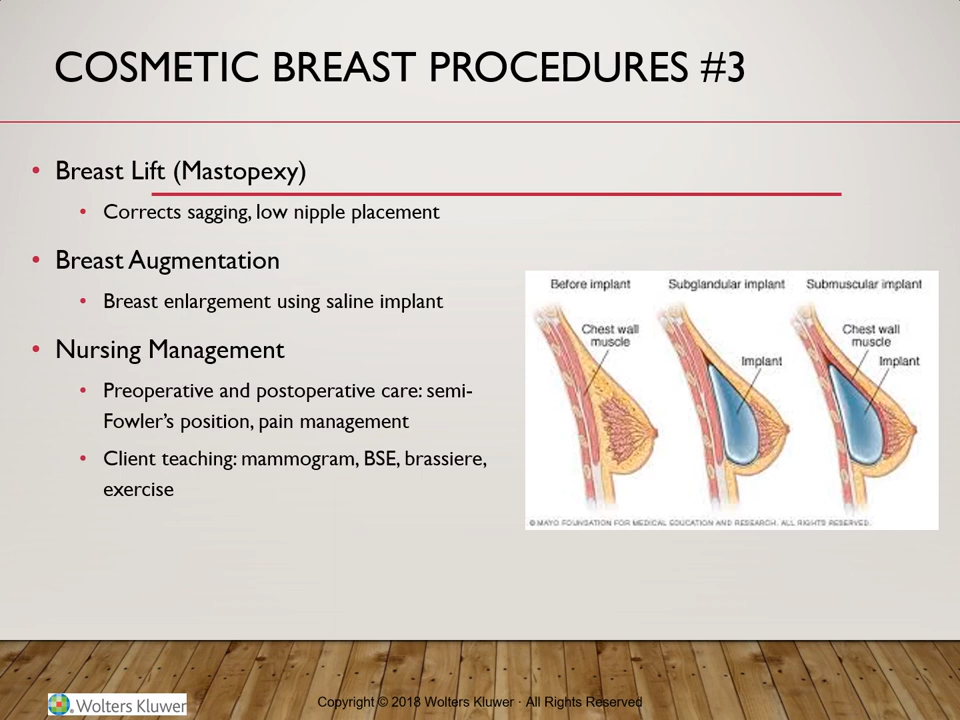 COSMETIC BREAST PROCEDURES #3
• Breast Lift (Mastopexy)
• Corrects sagging, low nipple placement
• Breast Augmentation
• Breast enlargement using saline implant
• Nursing Management
• Preoperative and postoperative care: semi-
Fowler's position, pain management
• Client teaching: mammogram, BSE, brassiere,
exercise
Before implant
Subglandular implant
Submuscular implant
Chest wall
muscle
Implant
Chest wall
muscle
Implant
© MAYO FOUNDATION FOR MEDICAL EDUCATION AND RESEARCH. ALL RIGHTS RESERVED.
Wolters Kluwer
Copyright © 2018 Wolters Kluwer · All Rights Reserved